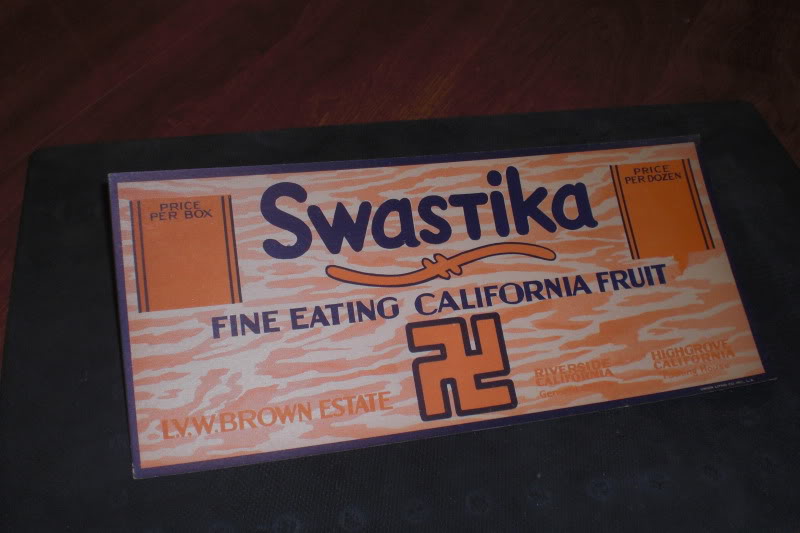 PRICE
PER BOX
Swastika
PRICE
PER DOZEN
FINE EATING CALIFORNIA FRUIT
L.V.W. BROWN ESTATE
RIVERSIDE
CALIFORNIA
HIGHGROVE
CALIFORNIA